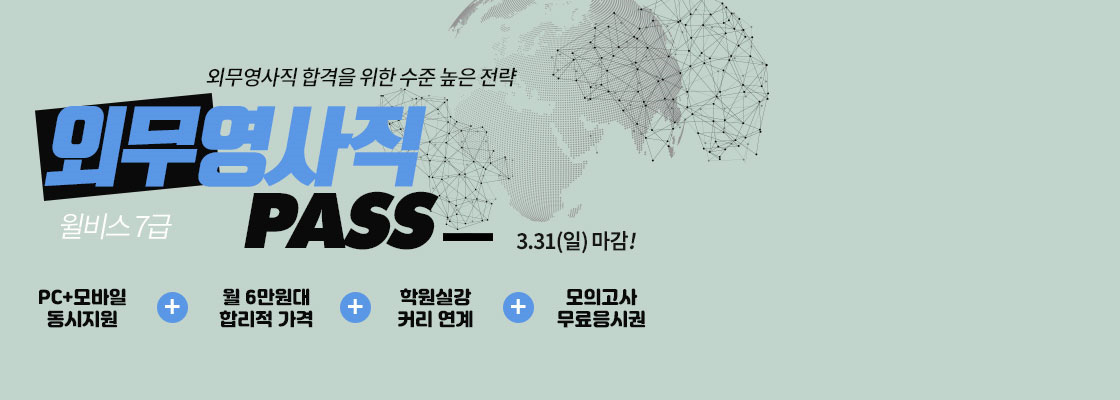 외무영사직 합격을 위한 수준 높은 전략
외무영사직
윌비스 7급
PASS
3.31(일) 마감!
PC+모바일
동시지원
+
월 6만원대
합리적 가격
+
학원실강
커리 연계
+
모의고사
무료응시권